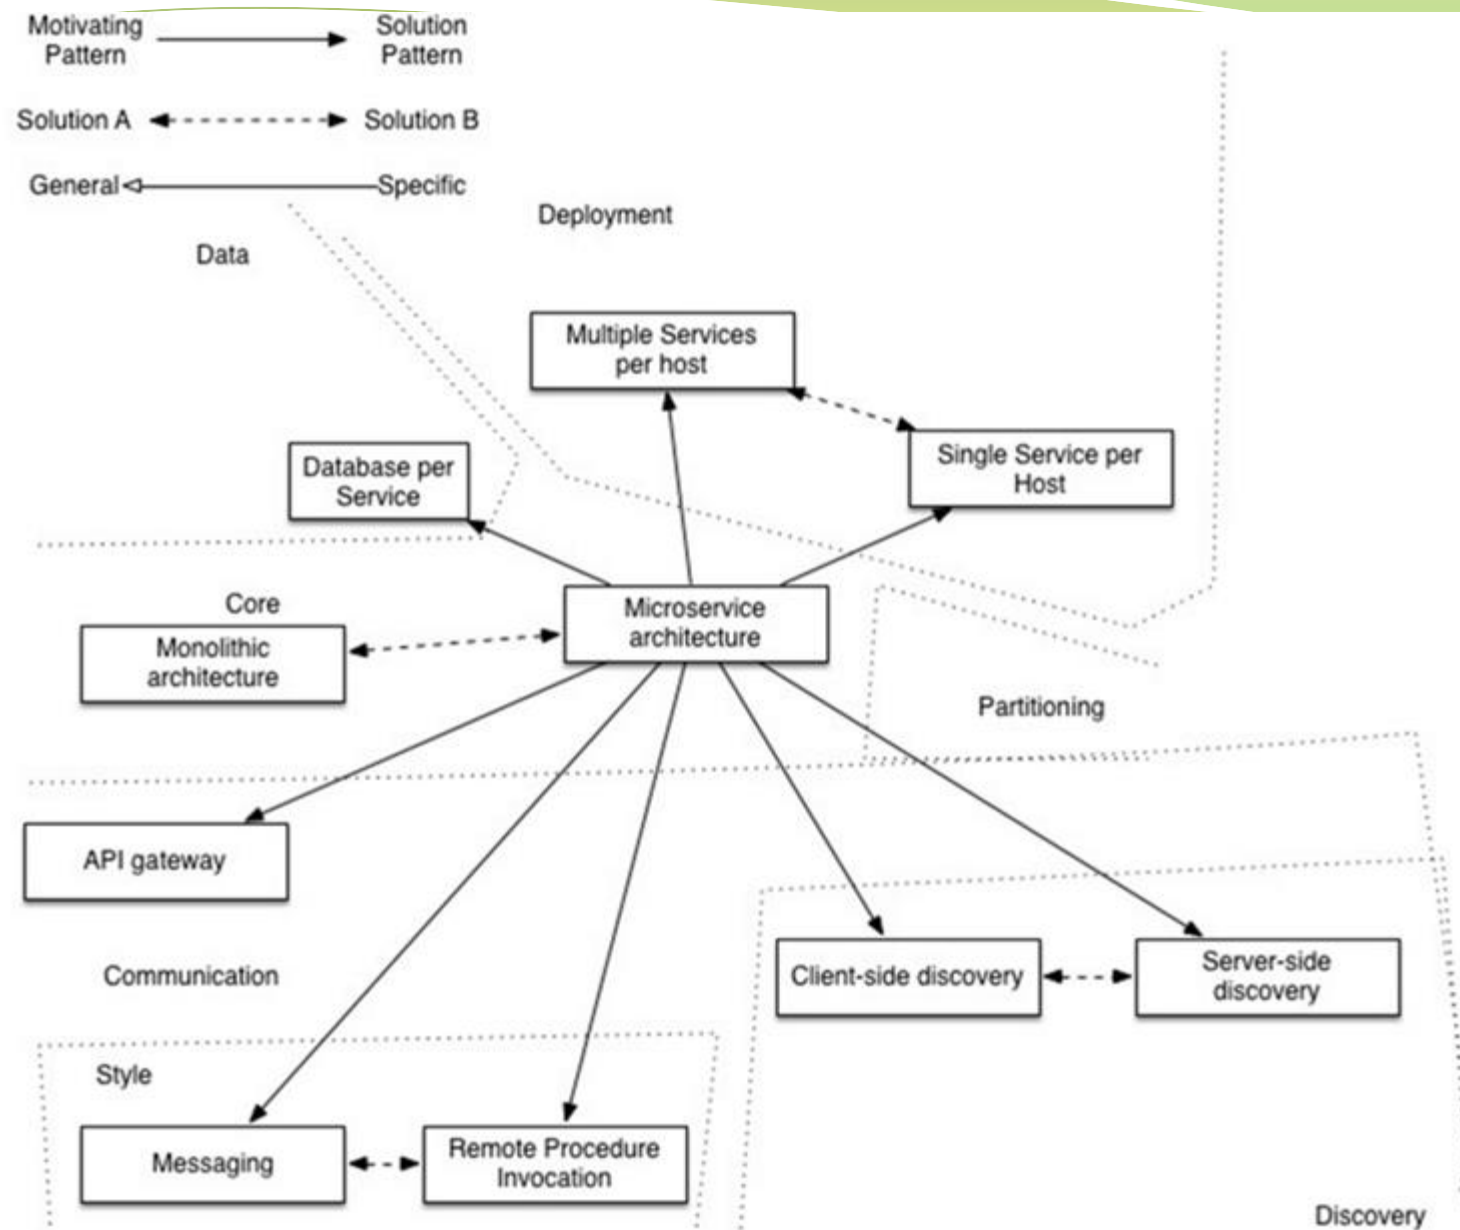 Motivating
Pattern
Solution
Pattern
Solution A
Solution B
General
Specific
Deployment
Data
Multiple Services
per host
Database per
Service
Single Service per
Host
Core
Microservice
architecture
Monolithic
architecture
Partitioning
API gateway
Communication
Client-side discovery
Server-side
discovery
Style
Messaging
Remote Procedure
Invocation
Discovery